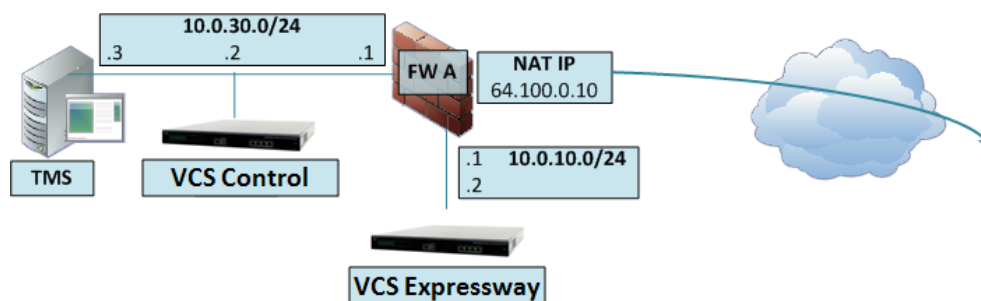 10.0.30.0/24
.3 .2 .1
FW A
NAT IP
64.100.0.10
TMS
VCS Control
.1 10.0.10.0/24
.2
VCS Expressway